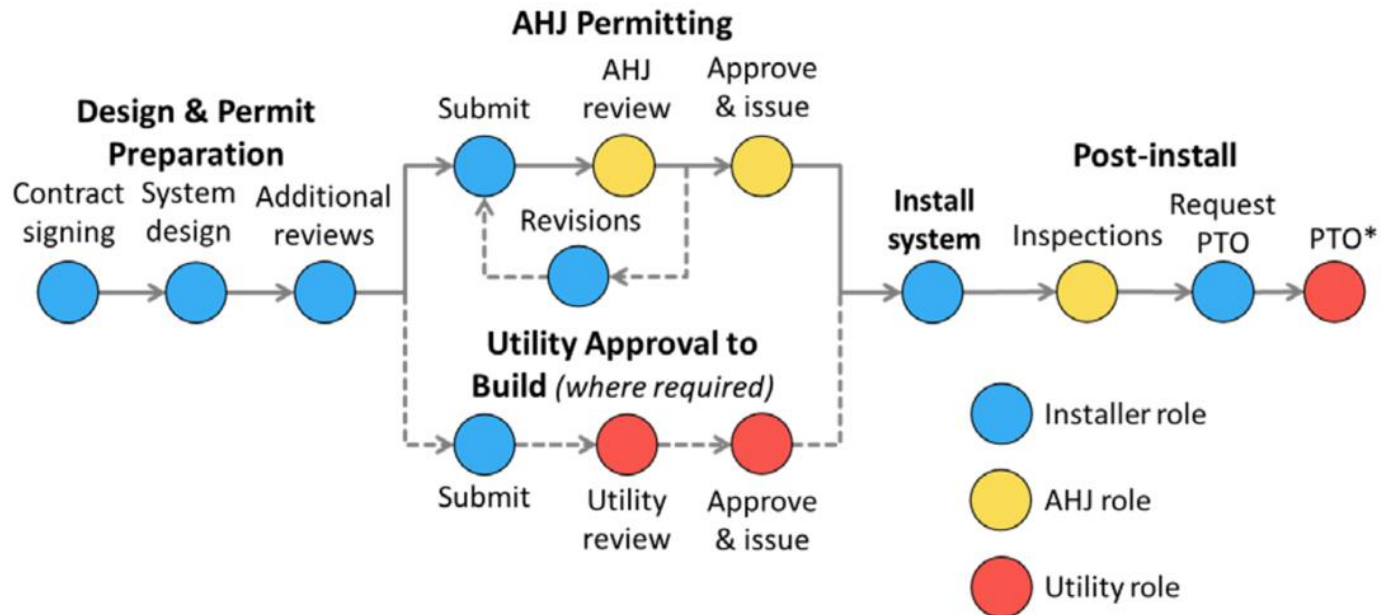 AHJ Permitting
Design & Permit
Preparation
Contract
signing
System
design
Additional
reviews
Submit
AHJ
review
Approve
& issue
Revisions
Utility Approval to
Build (where required)
Submit
Utility
review
Approve
& issue
Install
system
Post-install
Inspections
Request
PTO
PTO*
Installer role
AHJ role
Utility role